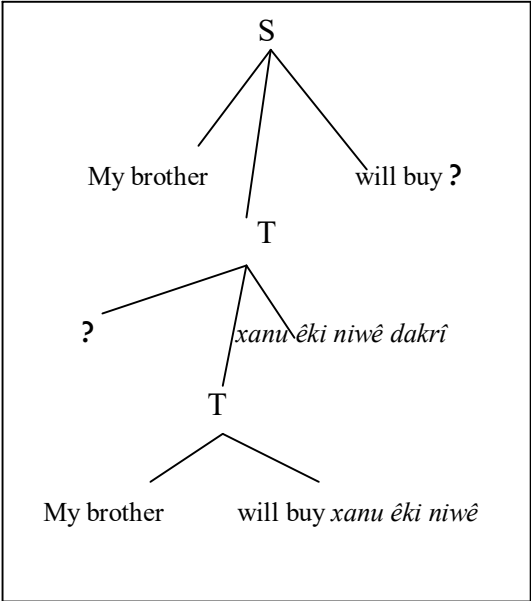 S
My brother will buy ?
T
? xanu êki niwê dakrî
T
My brother will buy xanu êki niwê